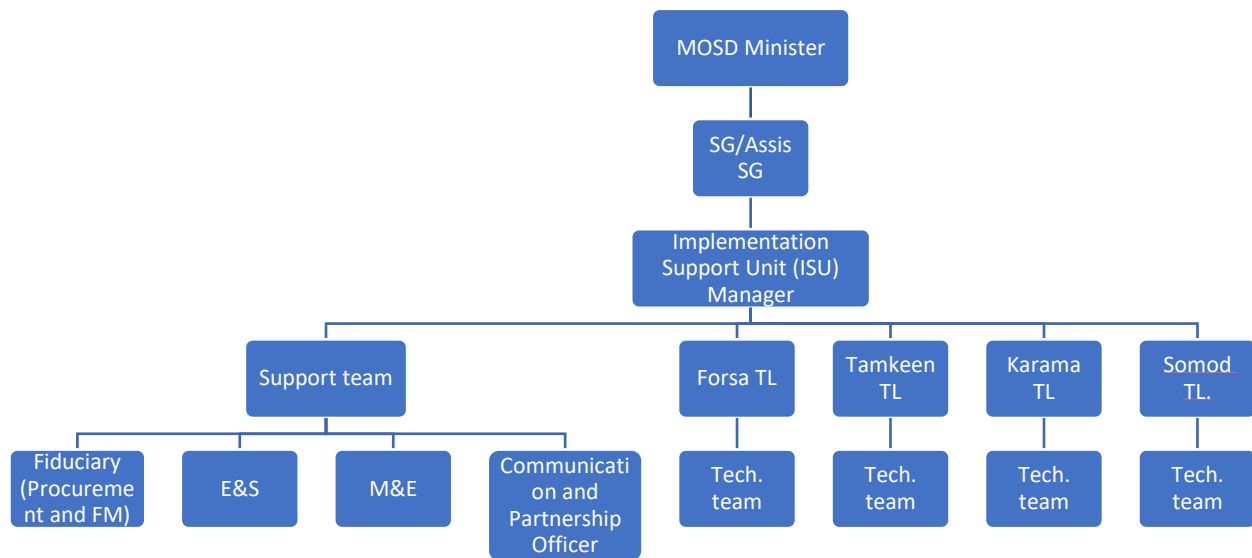 MOSD Minister
SG/Assis
SG
Implementation
Support Unit (ISU)
Manager
Support team
Forsa TL
Tamkeen
TL
Karama
TL
Somod
TL.
Fiduciary
(Procureme
nt and FM)
E&S
M&E
Communicati
on and
Partnership
Officer
Tech.
team
Tech.
team
Tech.
team
Tech.
team